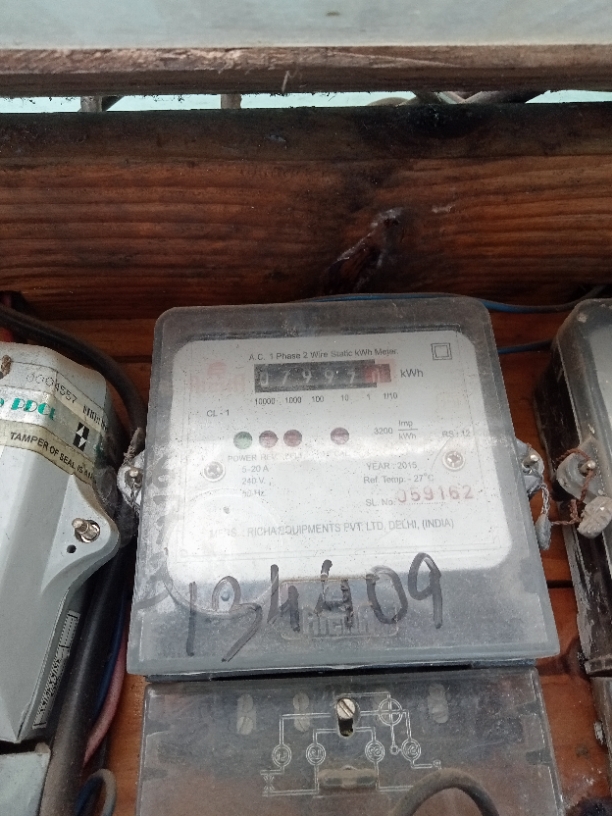 A.C. 1 Phase 2 Wire Static kWh Meter
kWh
10000 1000 100 10 1 1/10
CL - 1
3200 Imp/kWh
5-20 A
240 V
YEAR : 2015
Ref. Temp. - 27°C
SL. No. 059162
RICHA EQUIPMENTS PVT. LTD, DELHI, (INDIA)
134409
0004557
PDCL
TAMPER OF SEAL IS